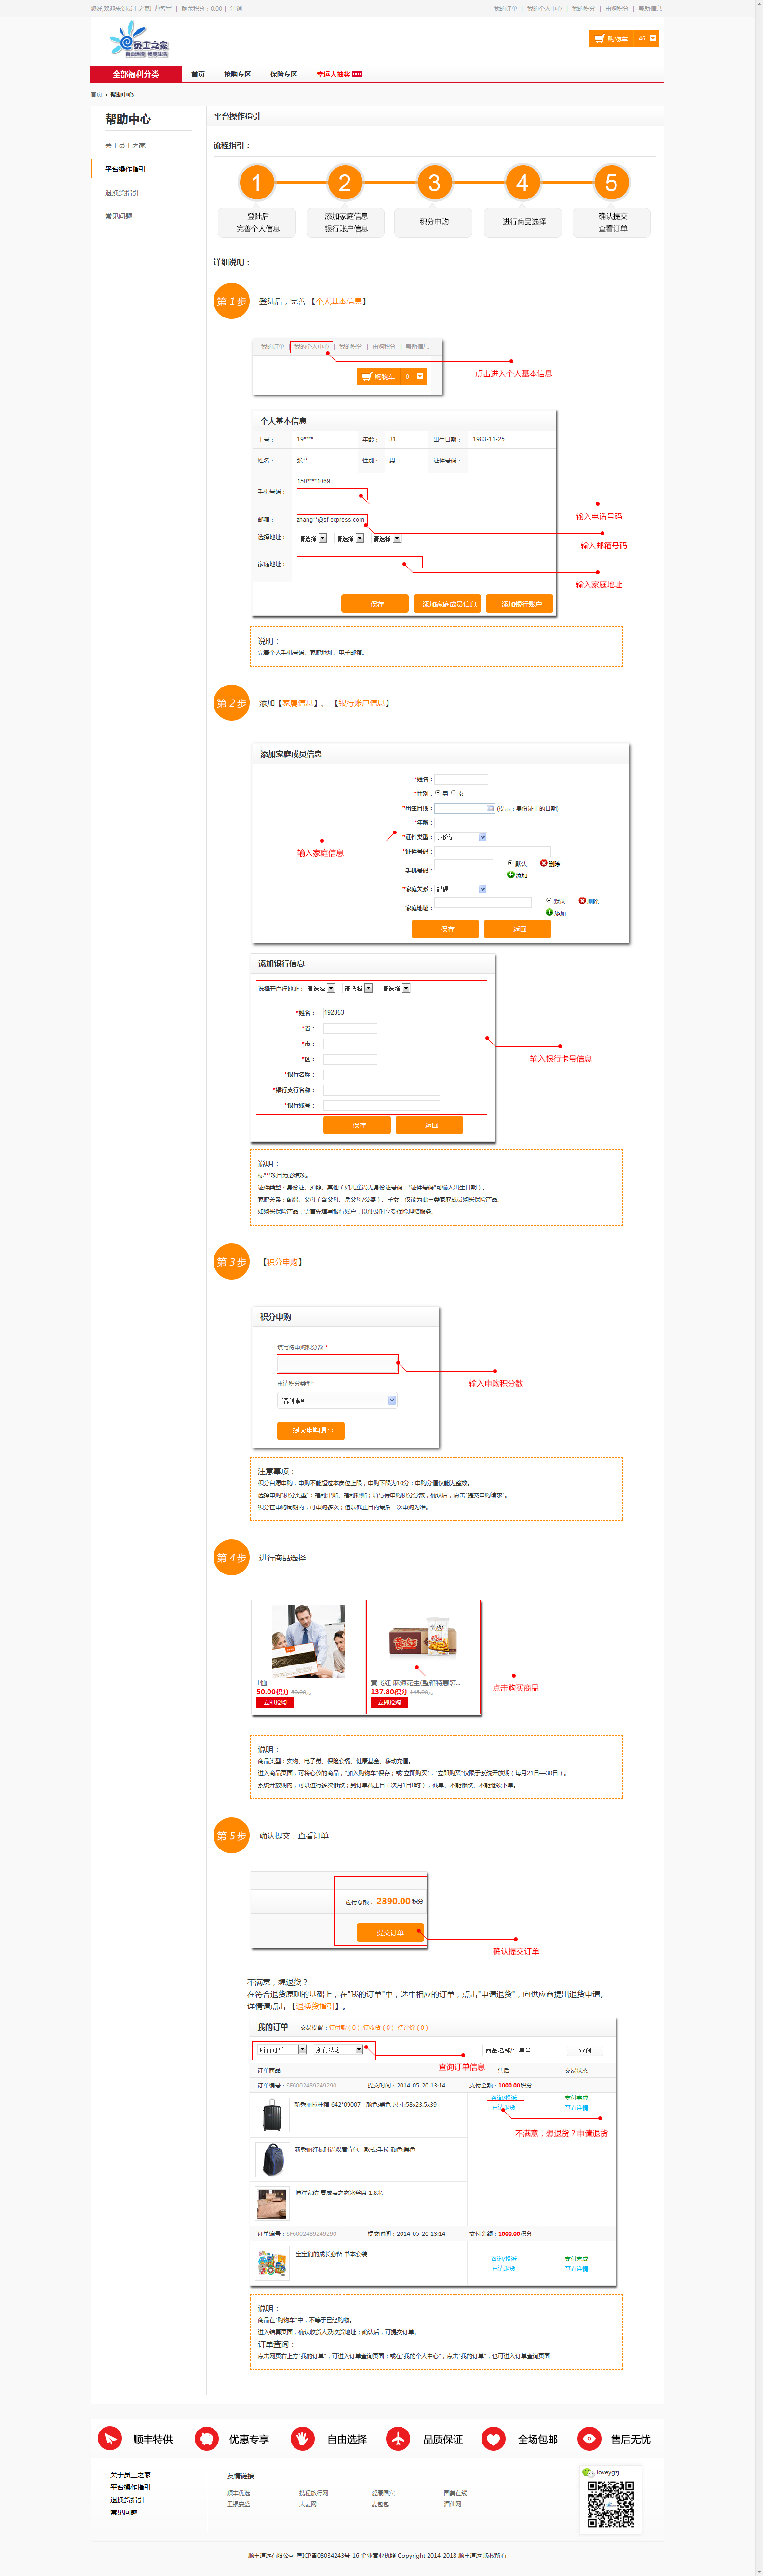 您好,欢迎来到员工之家! 曹智军 | 剩余积分：0.00 | 注销
我的订单 | 我的个人中心 | 我的积分 | 申购积分 | 帮助信息
员工之家
自由选择 畅享生活
购物车 46
全部福利分类 首页 抢购专区 保险专区 幸运大抽奖 HOT
首页 > 帮助中心
帮助中心
关于员工之家
平台操作指引
退换货指引
常见问题
平台操作指引
流程指引：
1 2 3 4 5
登陆后
完善个人信息
添加家庭信息
银行账户信息
积分申购
进行商品选择
确认提交
查看订单
详细说明：
第 1 步 登陆后，完善 【个人基本信息】
我的订单 | 我的个人中心 | 我的积分 | 申购积分 | 帮助信息
购物车 0
点击进入个人基本信息
个人基本信息
工号： 19**** 年龄： 31 出生日期： 1983-11-25
姓名： 张** 性别： 男 证件号码：
150****1069
手机号码：
输入电话号码
邮箱： zhang**@sf-express.com
选择地址： 请选择 请选择 请选择
输入邮箱号码
家庭地址：
输入家庭地址
保存 添加家庭成员信息 添加银行账户
说明：
完善个人手机号码、家庭地址、电子邮箱。
第 2 步 添加【家属信息】、【银行账户信息】
添加家庭成员信息
*姓名：
*性别： 男 女
*出生日期： (提示：身份证上的日期)
*年龄：
*证件类型： 身份证
*证件号码：
手机号码： 默认 删除
添加
*家庭关系： 配偶
家庭地址： 默认 删除
添加
输入家庭信息
保存 返回
添加银行信息
选择开户行地址： 请选择 请选择 请选择
*姓名： 192853
*省：
*市：
*区：
*银行名称：
*银行支行名称：
*银行账号：
输入银行卡号信息
保存 返回
说明：
标"*"项目为必填项。
证件类型：身份证、护照、其他（如儿童尚无身份证号码，"证件号码"可输入出生日期）。
家庭关系：配偶、父母（含父母、岳父母/公婆）、子女，仅能为此三类家庭成员购买保险产品。
如购买保险产品，需首先填写银行账户，以便及时享受保险理赔服务。
第 3 步 【积分申购】
积分申购
填写待申购积分数 *
输入申购积分数
申请积分类型*
福利津贴
提交申购请求
注意事项：
积分自愿申购，申购不能超过本岗位上限，申购下限为10分；申购分值仅能为整数。
选择申购"积分类型"：福利津贴、福利补贴；填写待申购积分分数，确认后，点击"提交申购请求"。
积分在申购周期内，可申购多次；但以截止日内最后一次申购为准。
第 4 步 进行商品选择
T恤
50.00积分 50.00元
立即抢购
黄飞红 麻辣花生(整箱特惠装...
137.80积分 145.00元
立即抢购
点击购买商品
说明：
商品类型：实物、电子券、保险套餐、健康基金、移动充值。
进入商品页面，可将心仪的商品，"加入购物车"保存；或"立即购买"，"立即购买"仅限于系统开放期（每月21日—30日）。
系统开放期内，可以进行多次修改；到订单截止日（次月1日0时），截单、不能修改、不能继续下单。
第 5 步 确认提交，查看订单
应付总额： 2390.00 积分
提交订单
确认提交订单
不满意，想退货？
在符合退货原则的基础上，在"我的订单"中，选中相应的订单，点击"申请退货"，向供应商提出退货申请。
详情请点击 【退换货指引】。
我的订单 交易提醒：待付款（0） 待收货（0） 待评价（0）
所有订单 所有状态 商品名称/订单号 查询
查询订单信息
订单商品 售后 交易状态
订单编号：SF6002489249290 提交时间：2014-05-20 13:14 支付金额：1000.00积分
新秀丽拉杆箱 642*09007 颜色:黑色 尺寸:58x23.5x39 咨询/投诉 支付完成
申请退货 查看详情
不满意，想退货？申请退货
新秀丽红标时尚双肩背包 款式:手拉 颜色:黑色
博洋家纺 夏威夷之恋冰丝席 1.8米
订单编号：SF6002489249290 提交时间：2014-05-20 13:14 支付金额：1000.00积分
宝宝们的成长必备 书本套装 咨询/投诉 支付完成
申请退货 查看详情
说明：
商品在"购物车"中，不等于已经购物。
进入结算页面，确认收货人及收货地址；确认后，可提交订单。
订单查询：
点击网页右上方"我的订单"，可进入订单查询页面；或在"我的个人中心"，点击"我的订单"，也可进入订单查询页面
顺丰特供 优惠专享 自由选择 品质保证 全场包邮 售后无忧
关于员工之家
平台操作指引
退换货指引
常见问题
友情链接
顺丰优选 携程旅行网 爱康国宾 国美在线
工银安盛 大麦网 麦包包 酒仙网
loveygzj
顺丰速运有限公司 粤ICP备08034243号-16 企业营业执照 Copyright 2014-2018 顺丰速运 版权所有